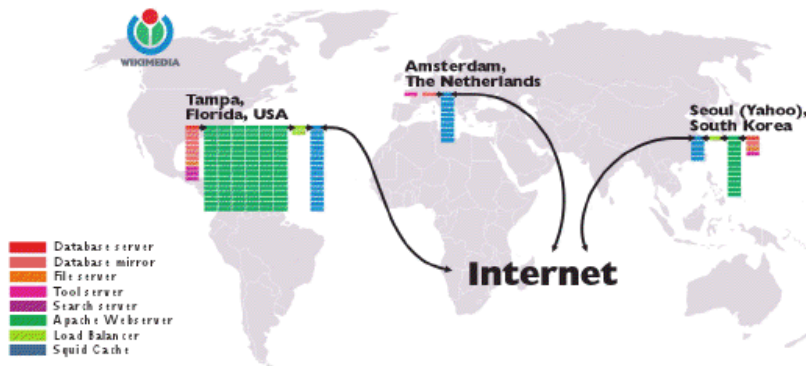 WIKIMEDIA
Amsterdam,
The Netherlands
Tampa,
Florida, USA
Seoul (Yahoo),
South Korea
Internet
Database server
Database mirror
File server
Tool server
Search server
Apache Webserver
Load Balancer
Squid Cache